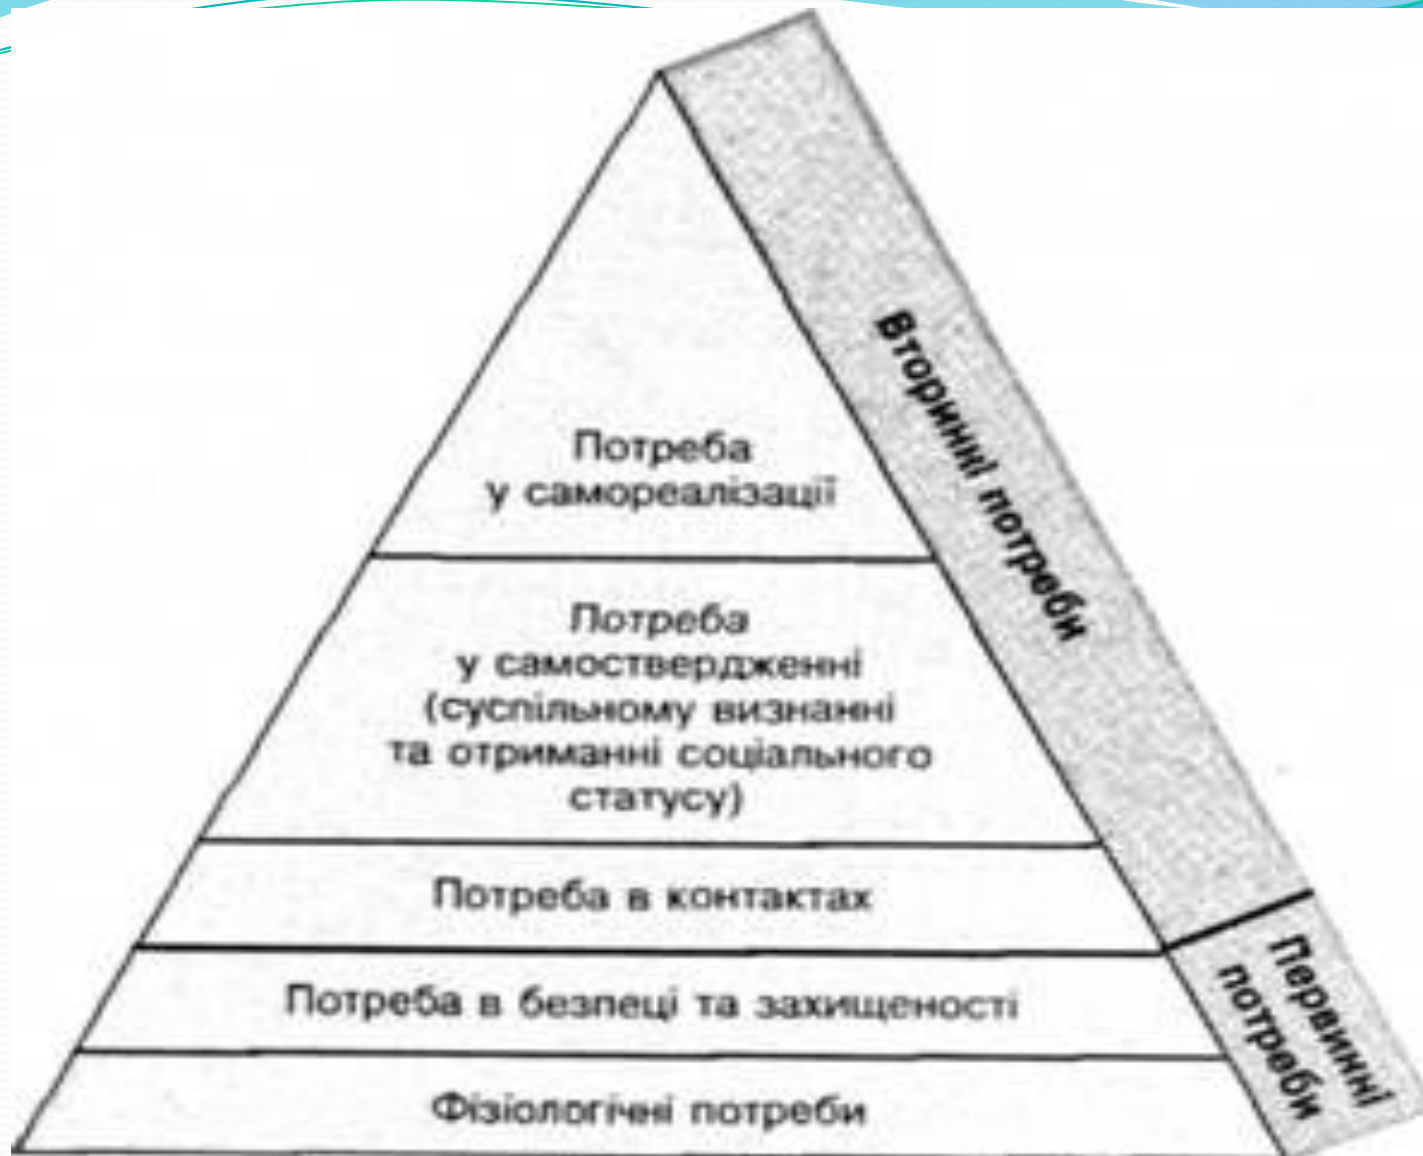 Потреба
у самореалізації
Потреба
у самоствердженні
(суспільному визнанні
та отриманні соціального
статусу)
Потреба в контактах
Потреба в безпеці та захищеності
Фізіологічні потреби
Вторинні потреби
Первинні
потреби